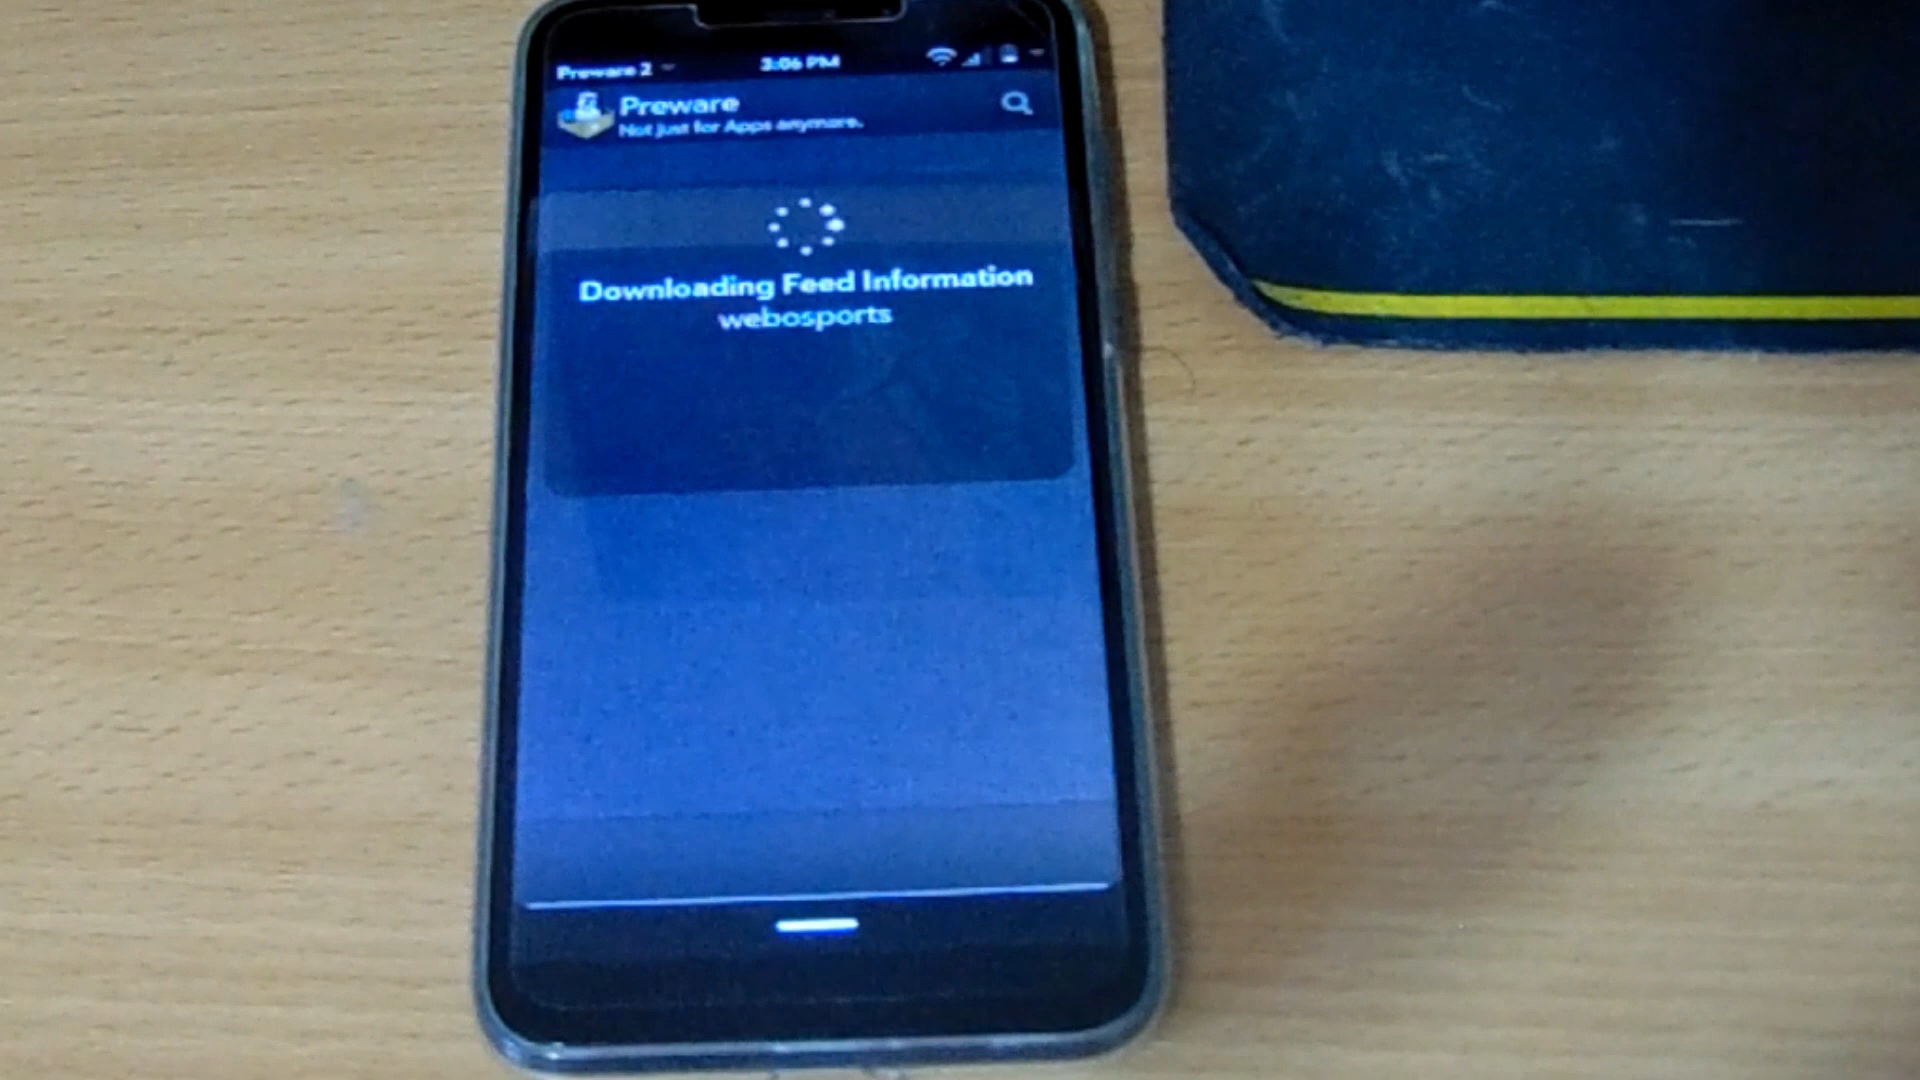 Preware 2
3:06 PM
Preware
Not just for Apps anymore.
Downloading Feed Information
webosports